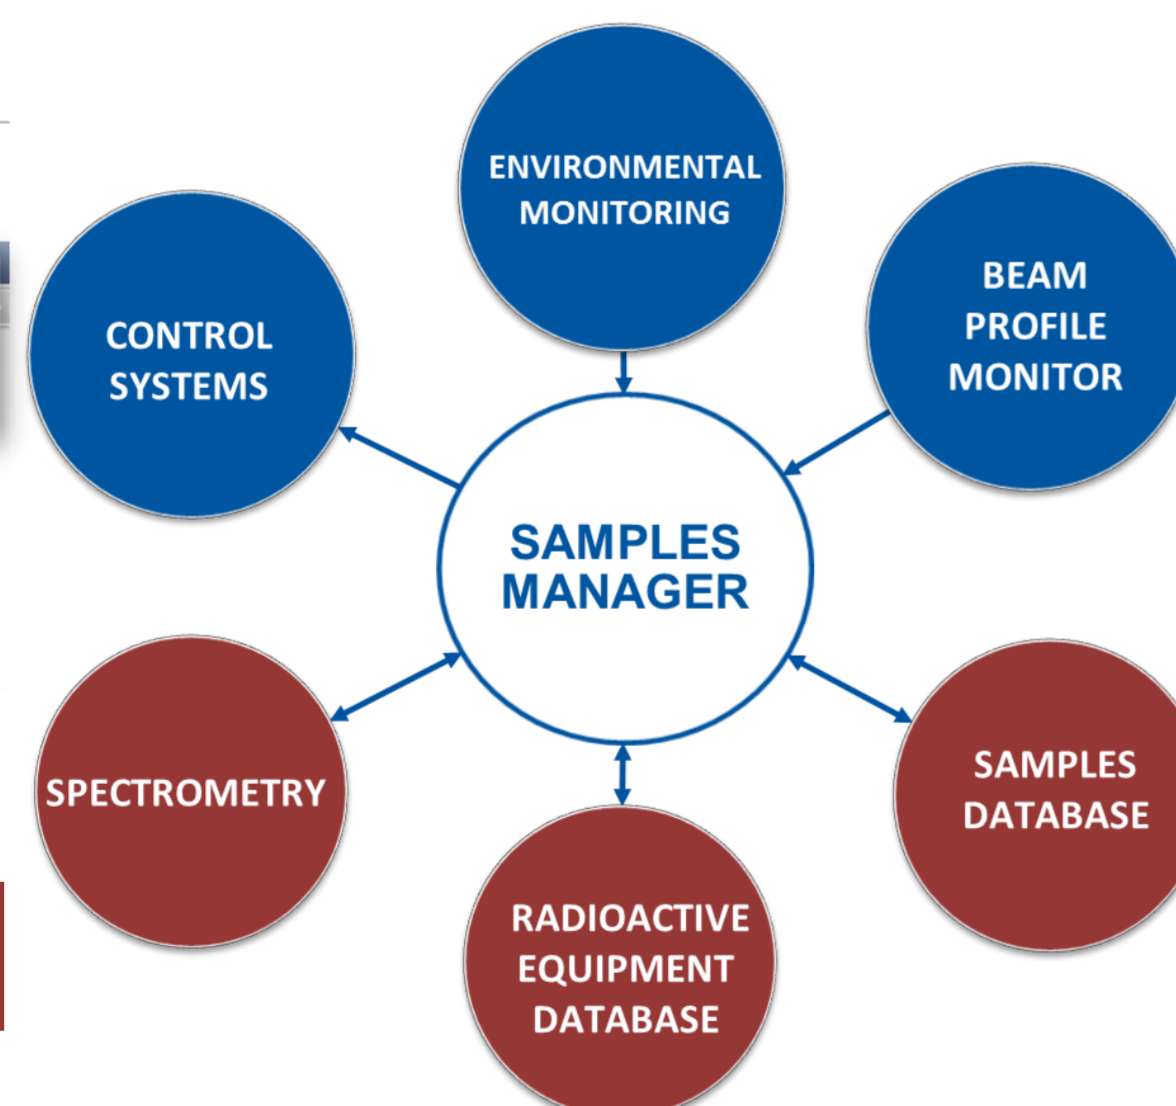 ENVIRONMENTAL
MONITORING
BEAM
PROFILE
MONITOR
CONTROL
SYSTEMS
SAMPLES
MANAGER
SPECTROMETRY
SAMPLES
DATABASE
RADIOACTIVE
EQUIPMENT
DATABASE